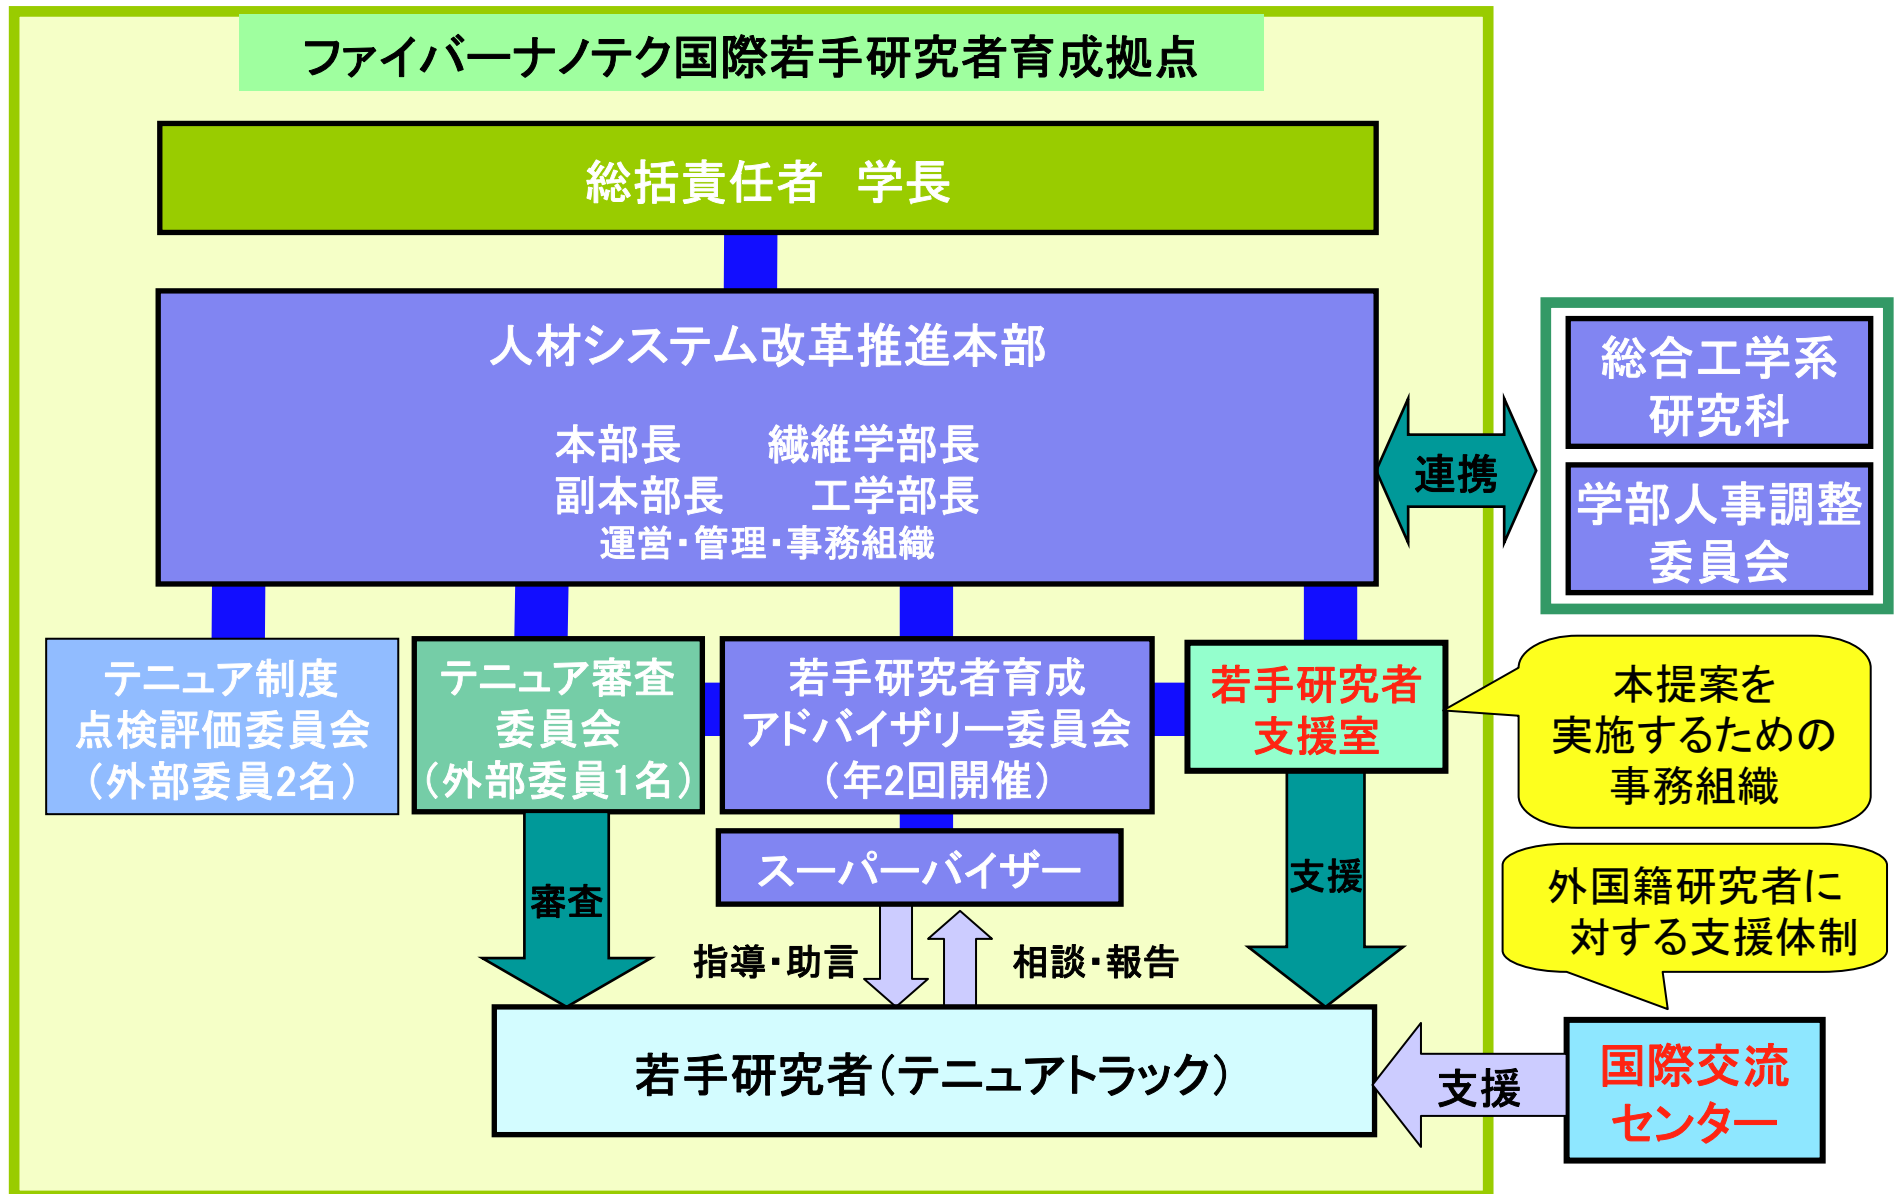 ファイバーナノテク国際若手研究者育成拠点
総括責任者　学長
人材システム改革推進本部
本部長　　繊維学部長
副本部長　　工学部長
運営・管理・事務組織
連携
総合工学系
研究科
学部人事調整
委員会
テニュア制度
点検評価委員会
（外部委員2名）
テニュア審査
委員会
（外部委員1名）
若手研究者育成
アドバイザリー委員会
（年2回開催）
若手研究者
支援室
本提案を
実施するための
事務組織
スーパーバイザー
審査
支援
指導・助言
相談・報告
外国籍研究者に
対する支援体制
若手研究者（テニュアトラック）
支援
国際交流
センター